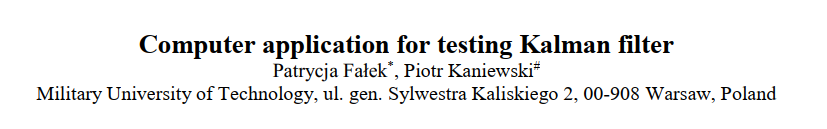 Computer application for testing Kalman filter
Patrycja Fałek*, Piotr Kaniewski#
Military University of Technology, ul. gen. Sylwestra Kaliskiego 2, 00-908 Warsaw, Poland